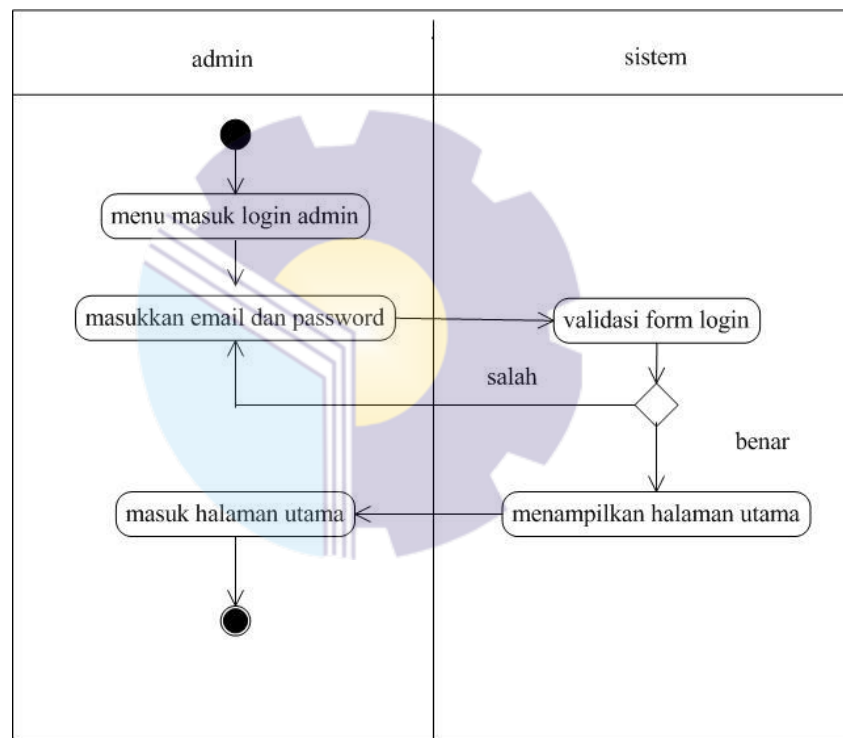 admin
sistem
menu masuk login admin
masukkan email dan password
validasi form login
salah
benar
masuk halaman utama
menampilkan halaman utama